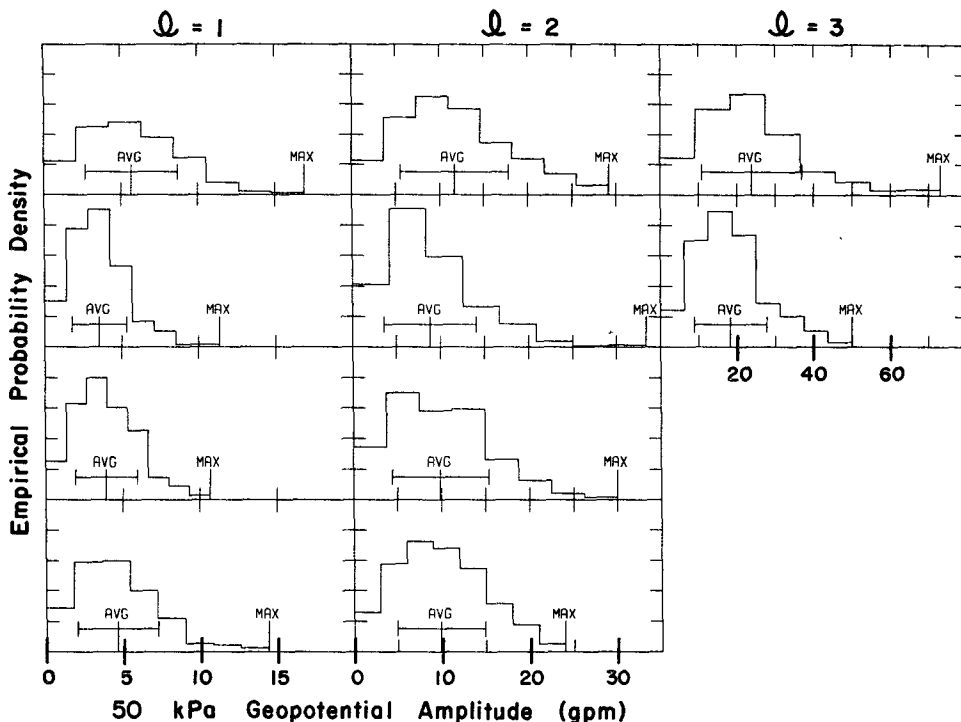 ℓ = 1 ℓ = 2 ℓ = 3
AVG MAX AVG MAX AVG MAX
AVG MAX AVG MAX AVG MAX
20 40 60
AVG MAX AVG MAX
AVG MAX AVG MAX
0 5 10 15 0 10 20 30
Empirical Probability Density
50 kPa Geopotential Amplitude (gpm)